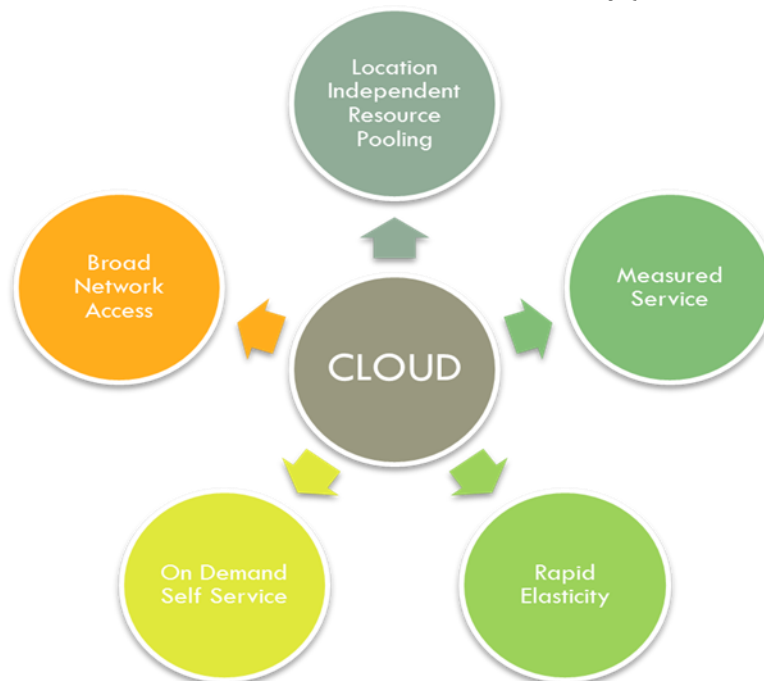 Location
Independent
Resource
Pooling
Broad
Network
Access
Measured
Service
CLOUD
On Demand
Self Service
Rapid
Elasticity